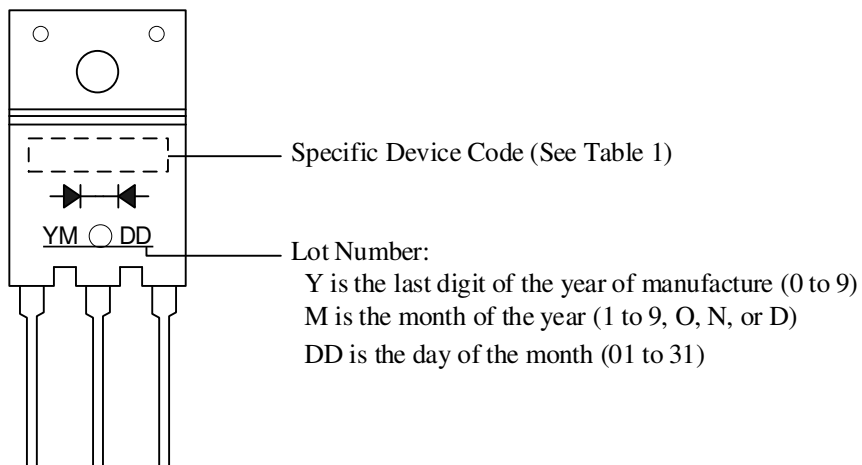 Specific Device Code (See Table 1)
YM DD
Lot Number:
Y is the last digit of the year of manufacture (0 to 9)
M is the month of the year (1 to 9, O, N, or D)
DD is the day of the month (01 to 31)